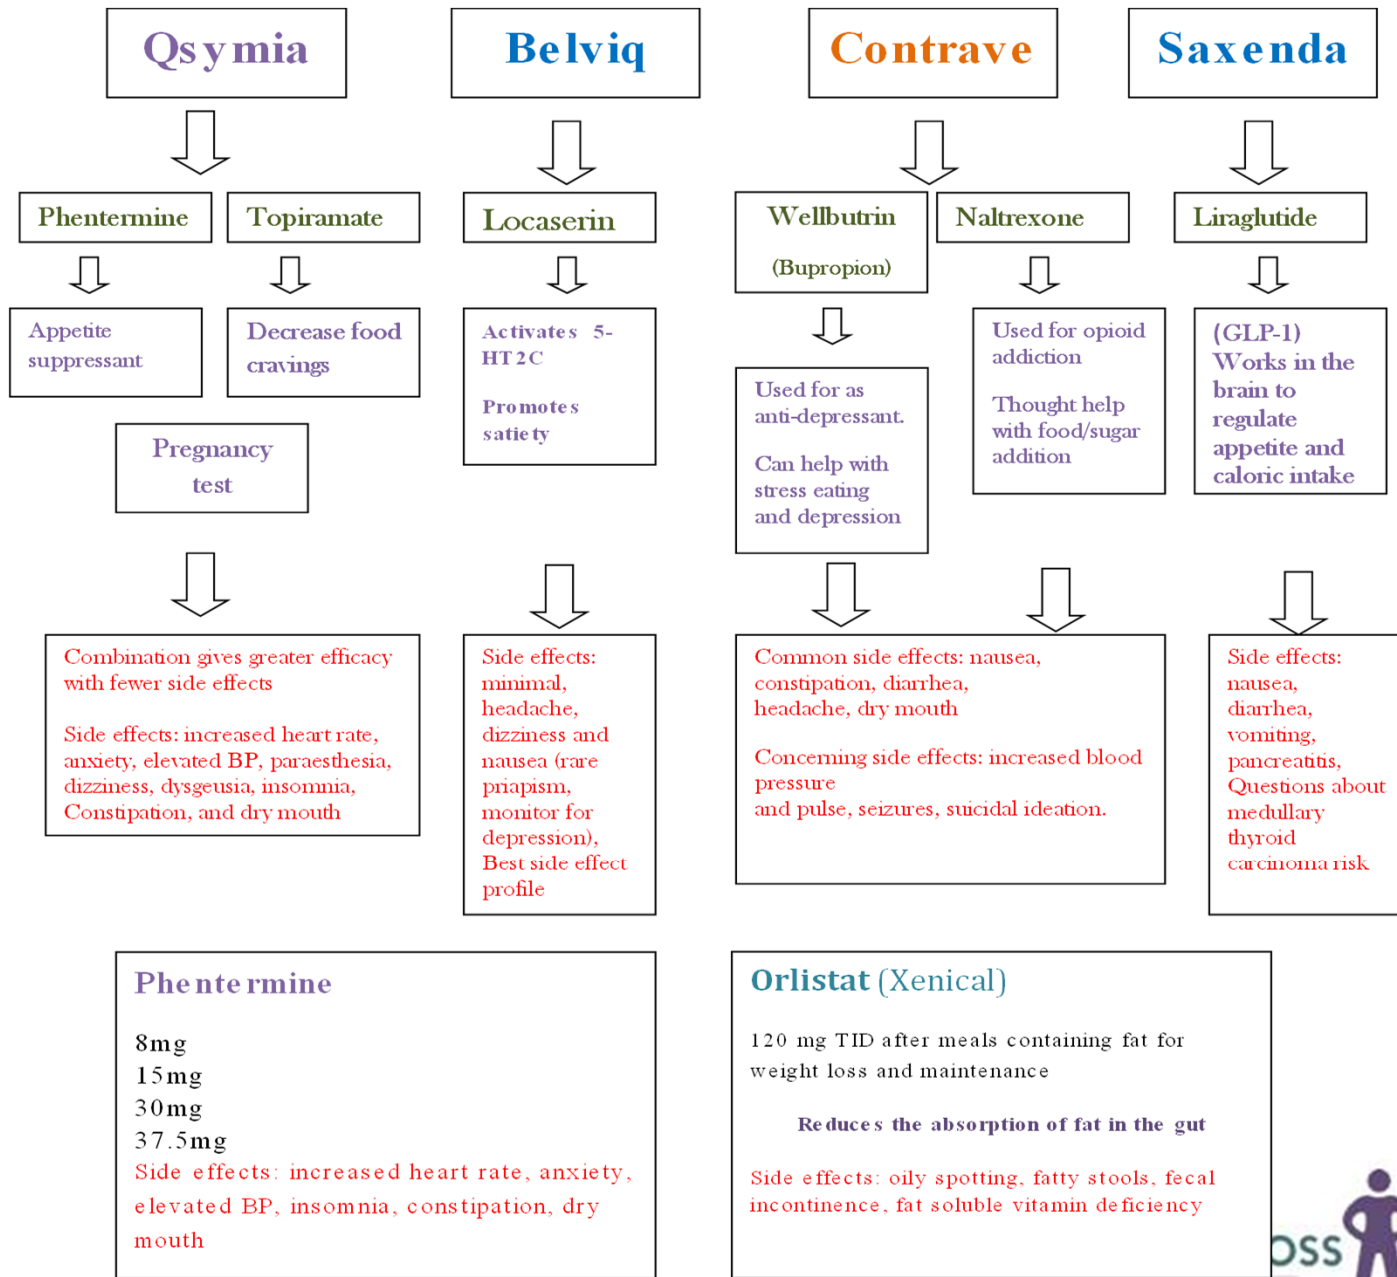 Qsymia
Belviq
Contrave
Saxenda
Phentermine
Topiramate
Locaserin
Wellbutrin
(Bupropion)
Naltrexone
Liraglutide
Appetite
suppressant
Decrease food
cravings
Pregnancy
test
Activates 5-
HT2C
Promotes
satiety
Used for as
anti-depressant.
Can help with
stress eating
and depression
Used for opioid
addiction
Thought help
with food/sugar
addition
(GLP-1)
Works in the
brain to
regulate
appetite and
caloric intake
Combination gives greater efficacy
with fewer side effects
Side effects: increased heart rate,
anxiety, elevated BP, paraesthesia,
dizziness, dysgeusia, insomnia,
Constipation, and dry mouth
Side effects:
minimal,
headache,
dizziness and
nausea (rare
priapism,
monitor for
depression),
Best side effect
profile
Common side effects: nausea,
constipation, diarrhea,
headache, dry mouth
Concerning side effects: increased blood
pressure
and pulse, seizures, suicidal ideation.
Side effects:
nausea,
diarrhea,
vomiting,
pancreatitis,
Questions about
medullary
thyroid
carcinoma risk
Phentermine
8mg
15mg
30mg
37.5mg
Side effects: increased heart rate, anxiety,
elevated BP, insomnia, constipation, dry
mouth
Orlistat (Xenical)
120 mg TID after meals containing fat for
weight loss and maintenance
Reduces the absorption of fat in the gut
Side effects: oily spotting, fatty stools, fecal
incontinence, fat soluble vitamin deficiency
oss